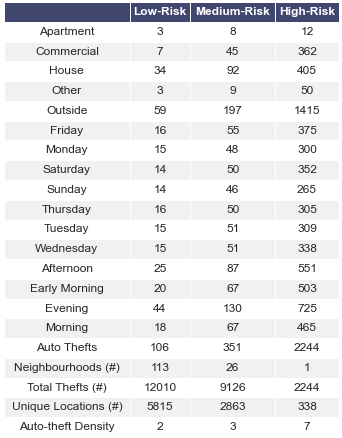 Low-Risk Medium-Risk High-Risk
Apartment 3 8 12
Commercial 7 45 362
House 34 92 405
Other 3 9 50
Outside 59 197 1415
Friday 16 55 375
Monday 15 48 300
Saturday 14 50 352
Sunday 14 46 265
Thursday 16 50 305
Tuesday 15 51 309
Wednesday 15 51 338
Afternoon 25 87 551
Early Morning 20 67 503
Evening 44 130 725
Morning 18 67 465
Auto Thefts 106 351 2244
Neighbourhoods (#) 113 26 1
Total Thefts (#) 12010 9126 2244
Unique Locations (#) 5815 2863 338
Auto-theft Density 2 3 7